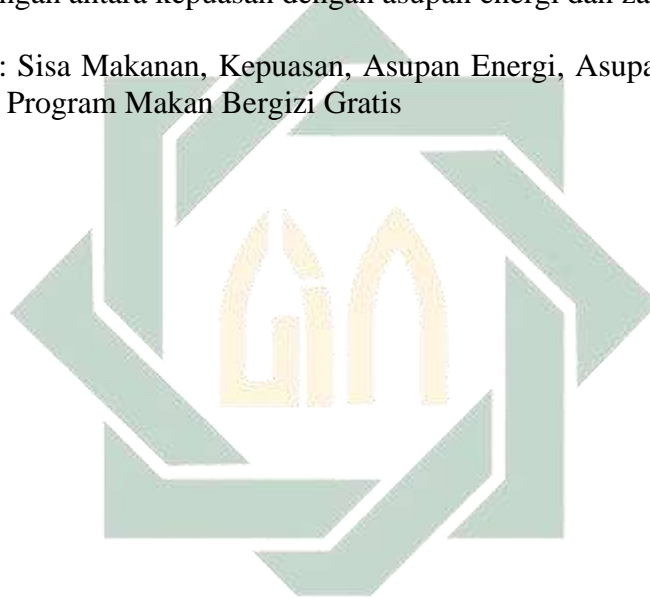 ngan antara kepuasan dengan asupan energi dan za
: Sisa Makanan, Kepuasan, Asupan Energi, Asupa
Program Makan Bergizi Gratis